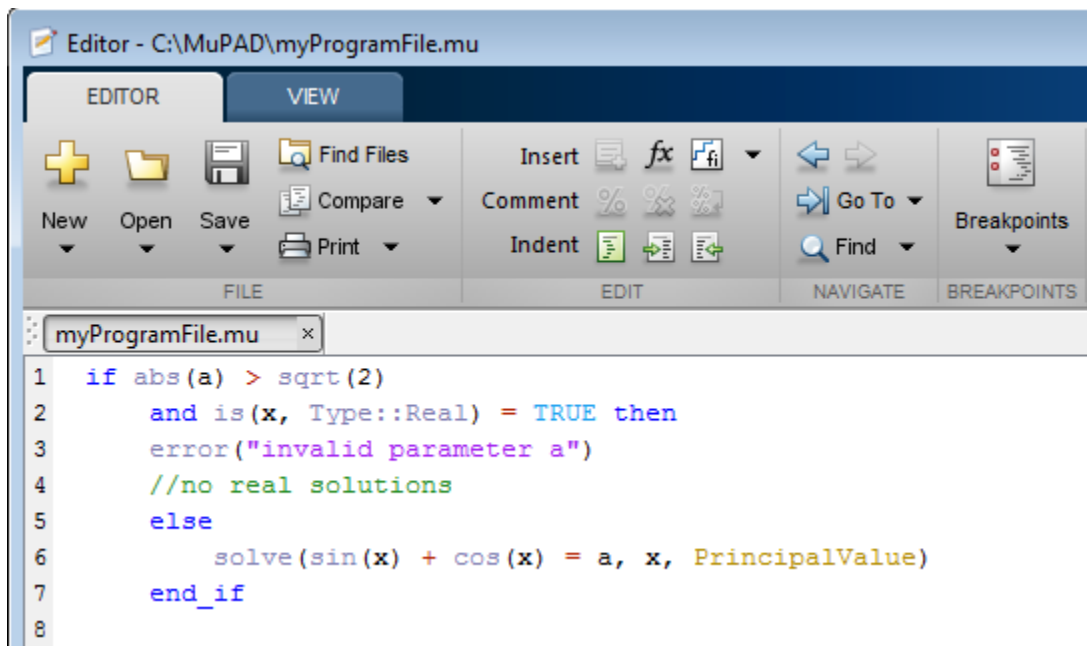 Editor - C:\MuPAD\myProgramFile.mu
EDITOR VIEW
New Open Save Find Files
Compare
Print
FILE
Insert fx fi
Comment % % %
Indent
EDIT
Go To
Find
NAVIGATE
Breakpoints
BREAKPOINTS
myProgramFile.mu ×
1 if abs(a) > sqrt(2)
2 and is(x, Type::Real) = TRUE then
3 error("invalid parameter a")
4 //no real solutions
5 else
6 solve(sin(x) + cos(x) = a, x, PrincipalValue)
7 end_if
8